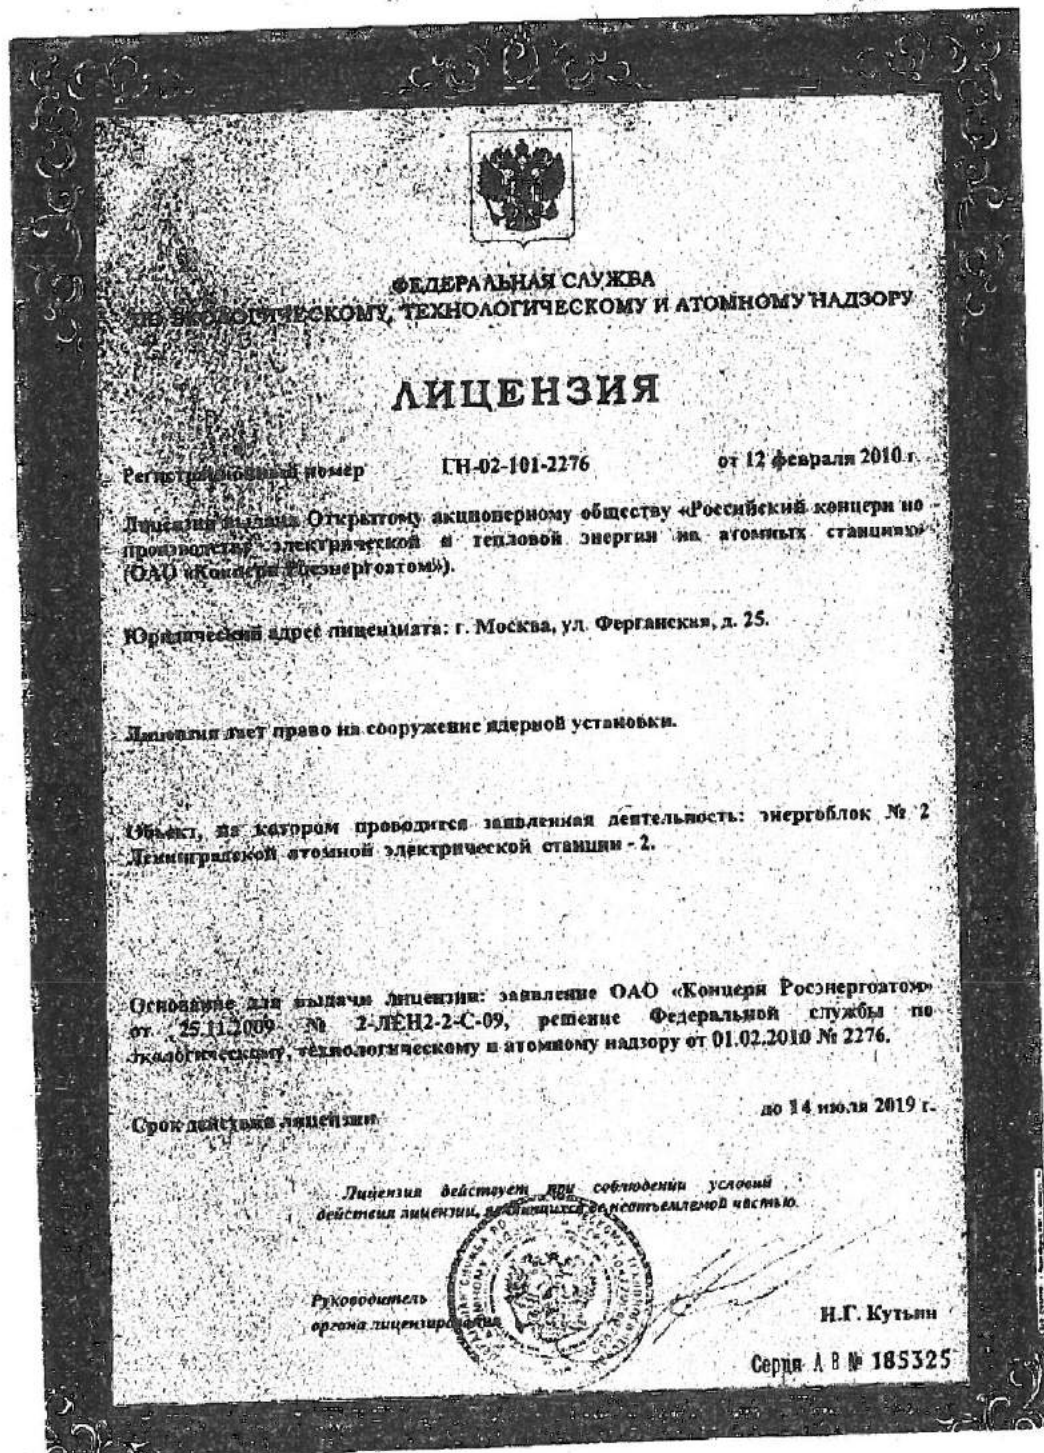 ФЕДЕРАЛЬНАЯ СЛУЖБА
ПО ЭКОЛОГИЧЕСКОМУ, ТЕХНОЛОГИЧЕСКОМУ И АТОМНОМУ НАДЗОРУ
ЛИЦЕНЗИЯ
Регистрационный номер ГН-02-101-2276 от 12 февраля 2010 г.
Лицензия выдана Открытому акционерному обществу «Российский концерн по
производству электрической и тепловой энергии на атомных станциях»
(ОАО «Концерн Росэнергоатом»).
Юридический адрес лицензиата: г. Москва, ул. Ферганская, д. 25.
Лицензия дает право на сооружение ядерной установки.
Объект, на котором проводится заявленная деятельность: энергоблок № 2
Ленинградской атомной электрической станции - 2.
Основание для выдачи лицензии: заявление ОАО «Концерн Росэнергоатом»
от 25.11.2009 № 2-ЛЕН2-2-С-09, решение Федеральной службы по
экологическому, технологическому и атомному надзору от 01.02.2010 № 2276.
Срок действия лицензии до 14 июля 2019 г.
Лицензия действует при соблюдении условий
действия лицензии, являющихся ее неотъемлемой частью.
Руководитель
органа лицензирования
Н.Г. Кутьин
Серия А В № 185325